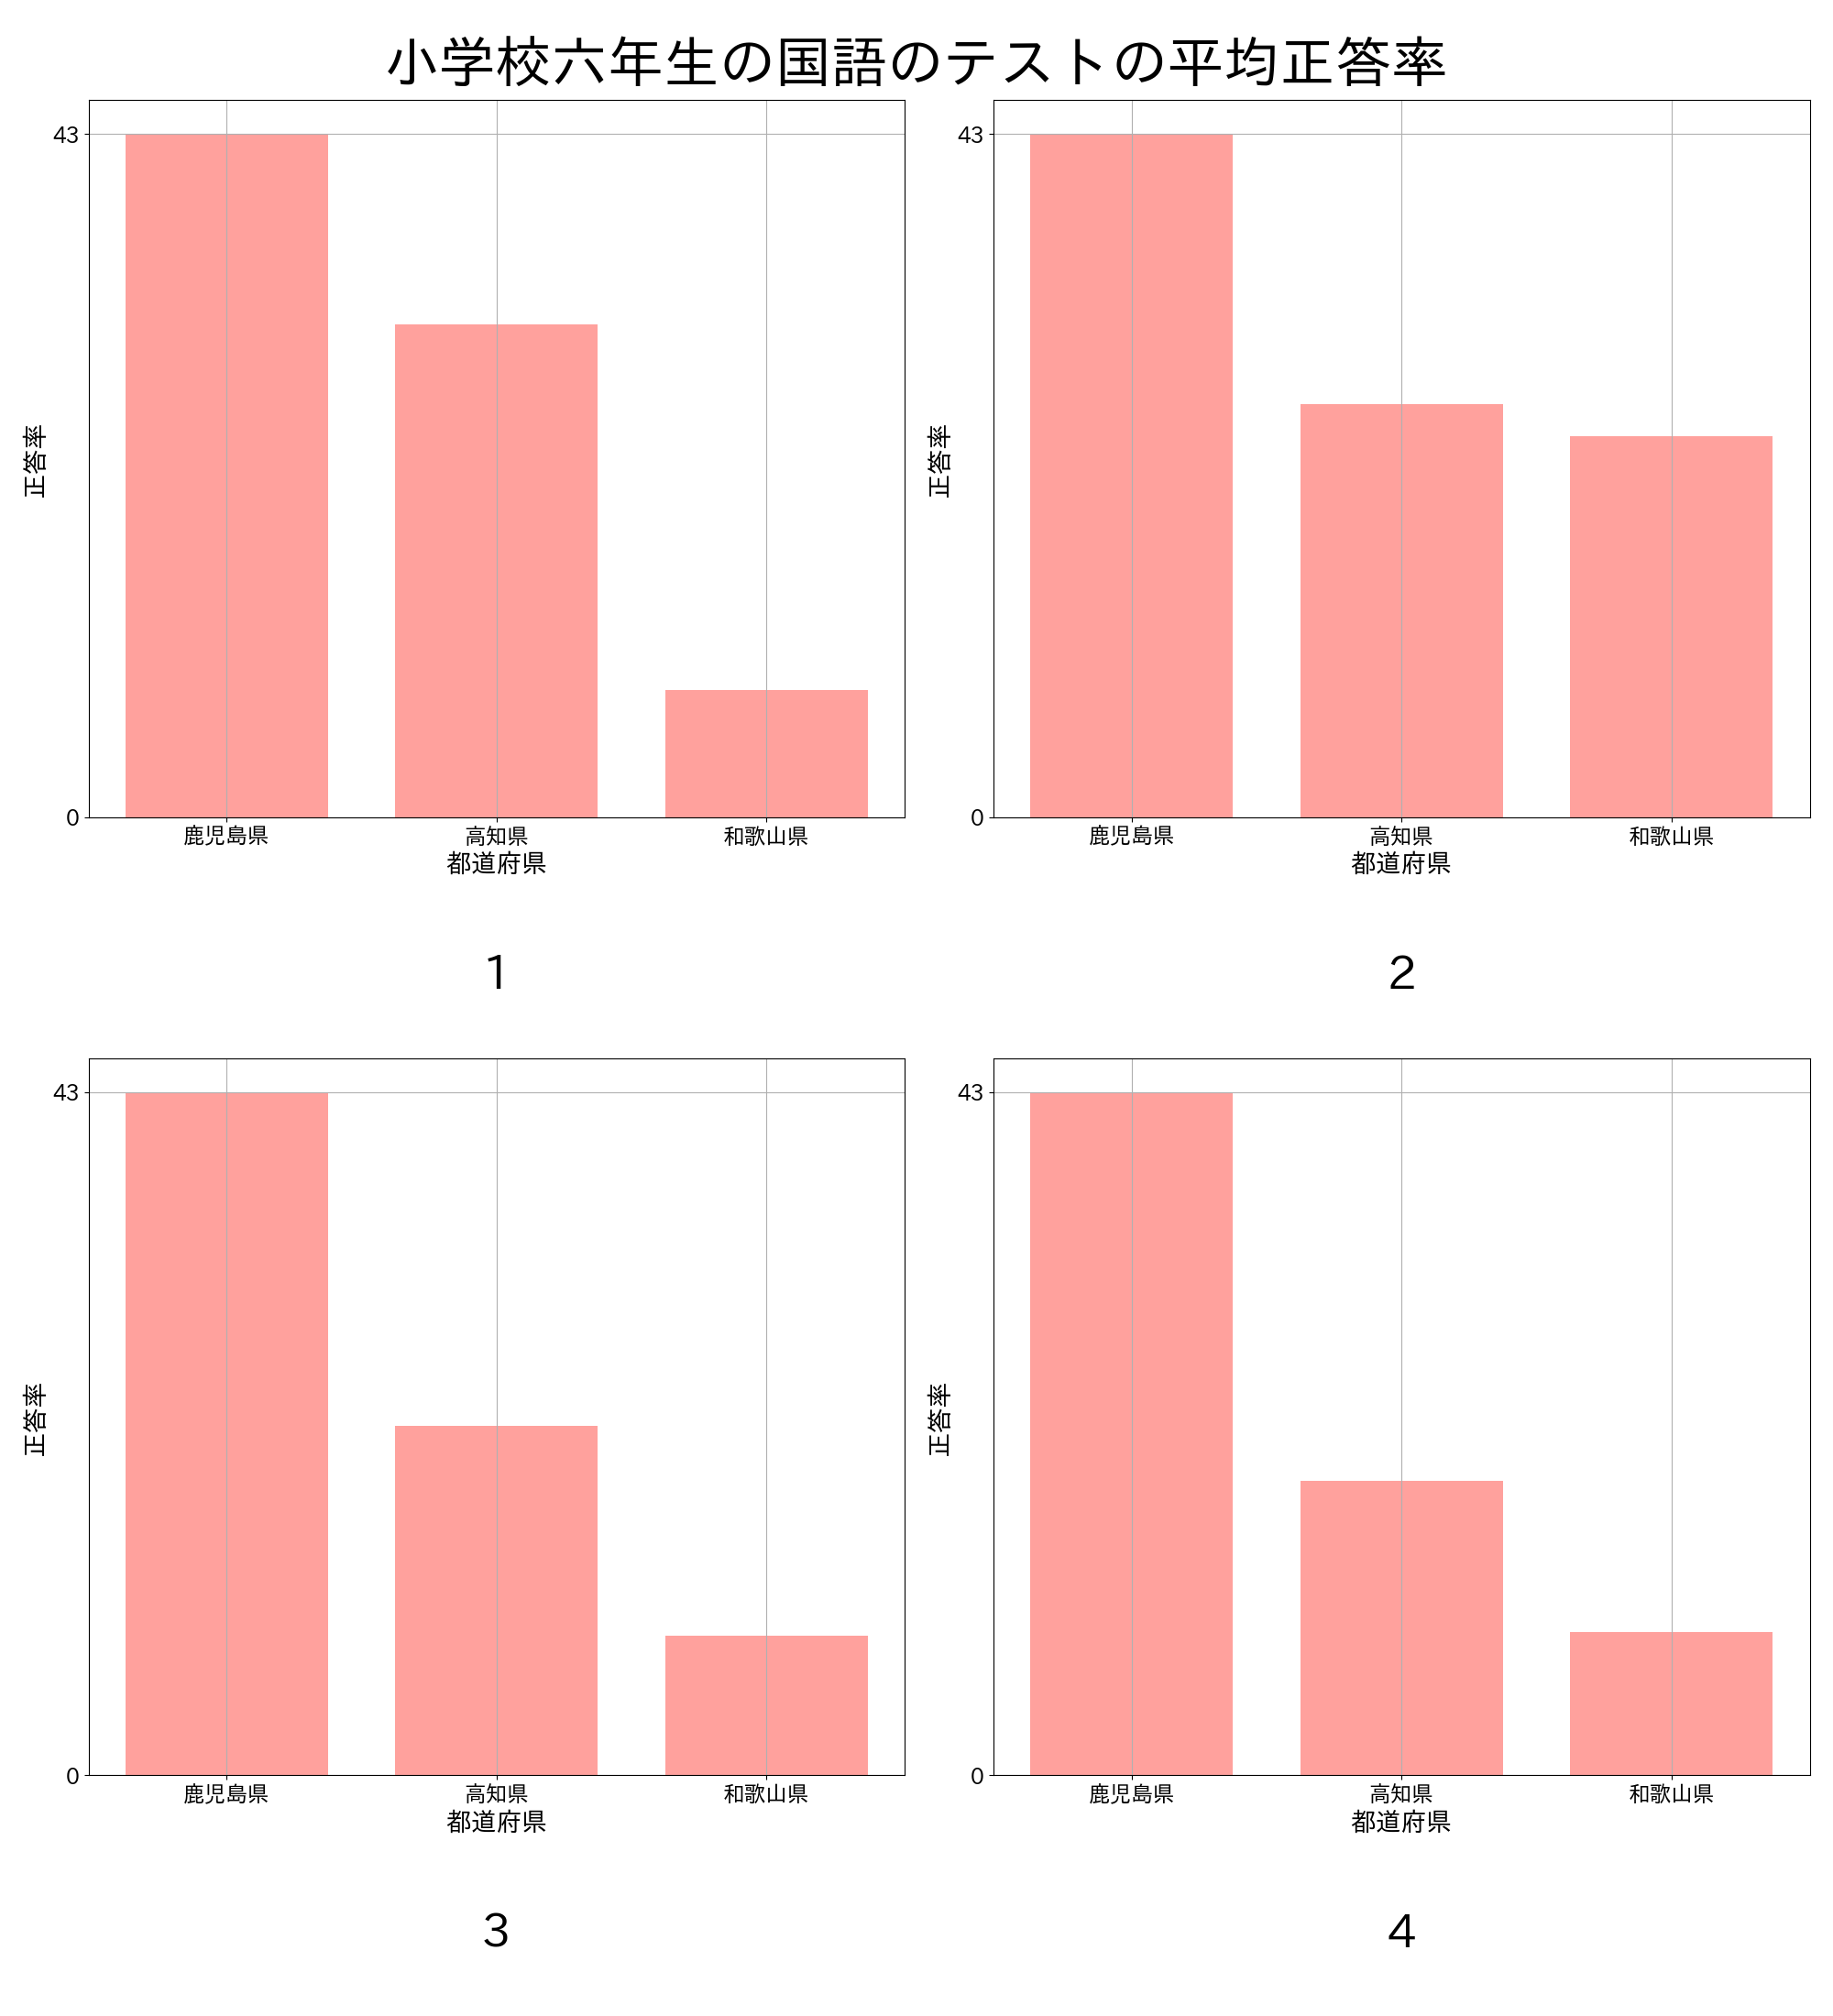 小学校六年生の国語のテストの平均正答率
43
0
正答率
鹿児島県 高知県 和歌山県
都道府県
1
43
0
正答率
鹿児島県 高知県 和歌山県
都道府県
2
43
0
正答率
鹿児島県 高知県 和歌山県
都道府県
3
43
0
正答率
鹿児島県 高知県 和歌山県
都道府県
4